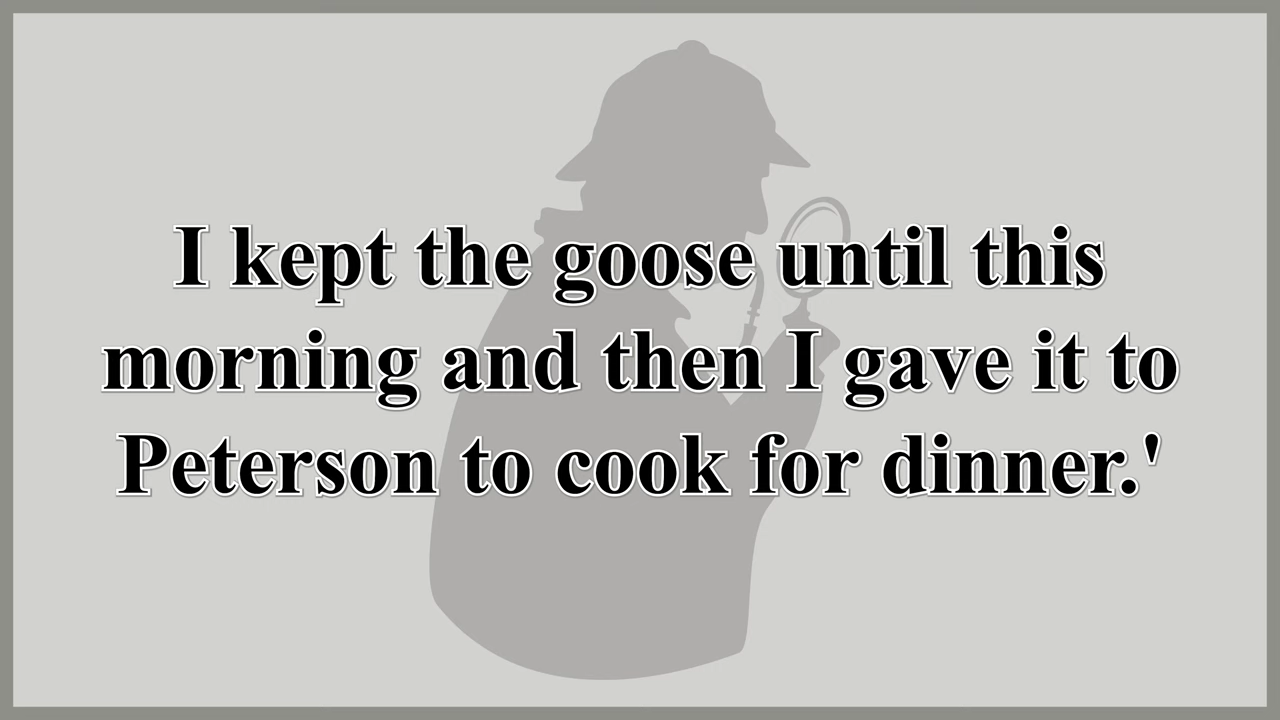 I kept the goose until this
morning and then I gave it to
Peterson to cook for dinner.'